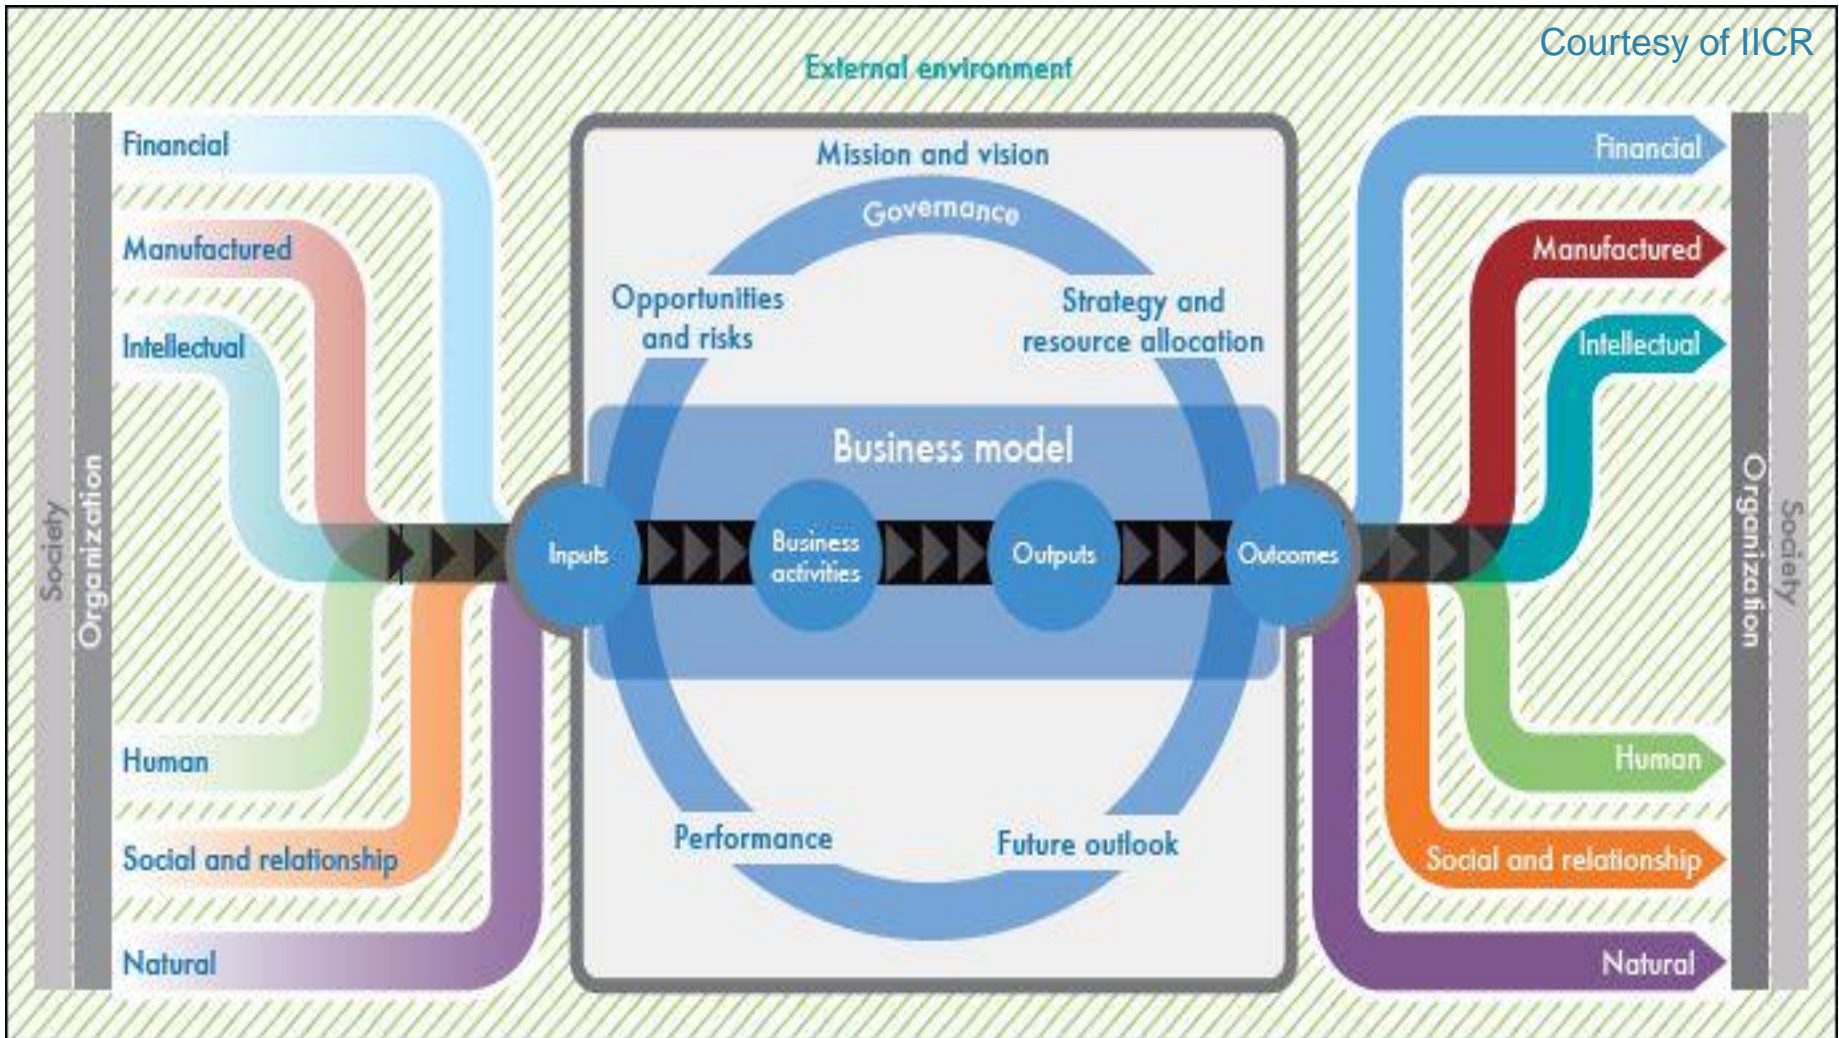 Courtesy of IICR
External environment
Society
Organization
Financial
Manufactured
Intellectual
Human
Social and relationship
Natural
Mission and vision
Governance
Opportunities
and risks
Strategy and
resource allocation
Business model
Inputs
Business
activities
Outputs
Outcomes
Performance
Future outlook
Financial
Manufactured
Intellectual
Human
Social and relationship
Natural
Organization
Society